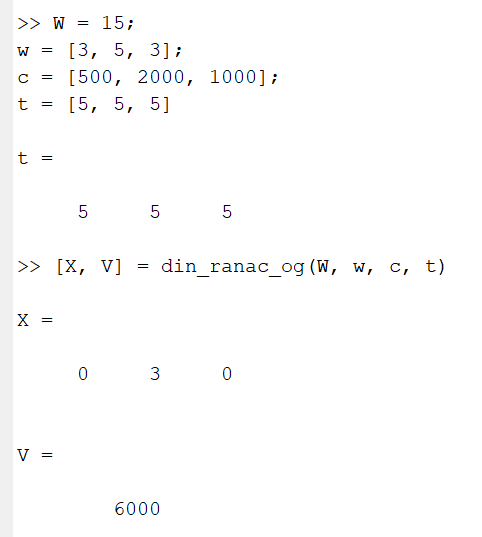 >> W = 15;
w = [3, 5, 3];
c = [500, 2000, 1000];
t = [5, 5, 5]
t =
5 5 5
>> [X, V] = din_ranac_og(W, w, c, t)
X =
0 3 0
V =
6000